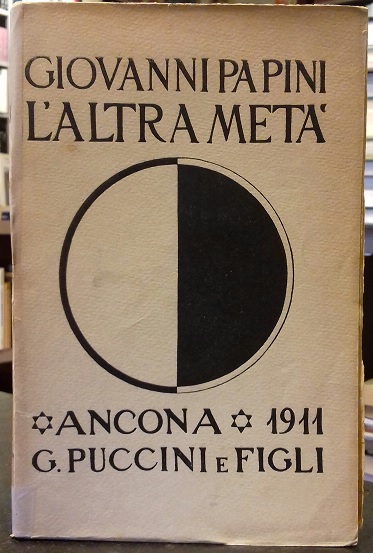 GIOVANNI PAPINI
L'ALTRA METÀ
✡ANCONA✡ 1911
G. PUCCINI E FIGLI